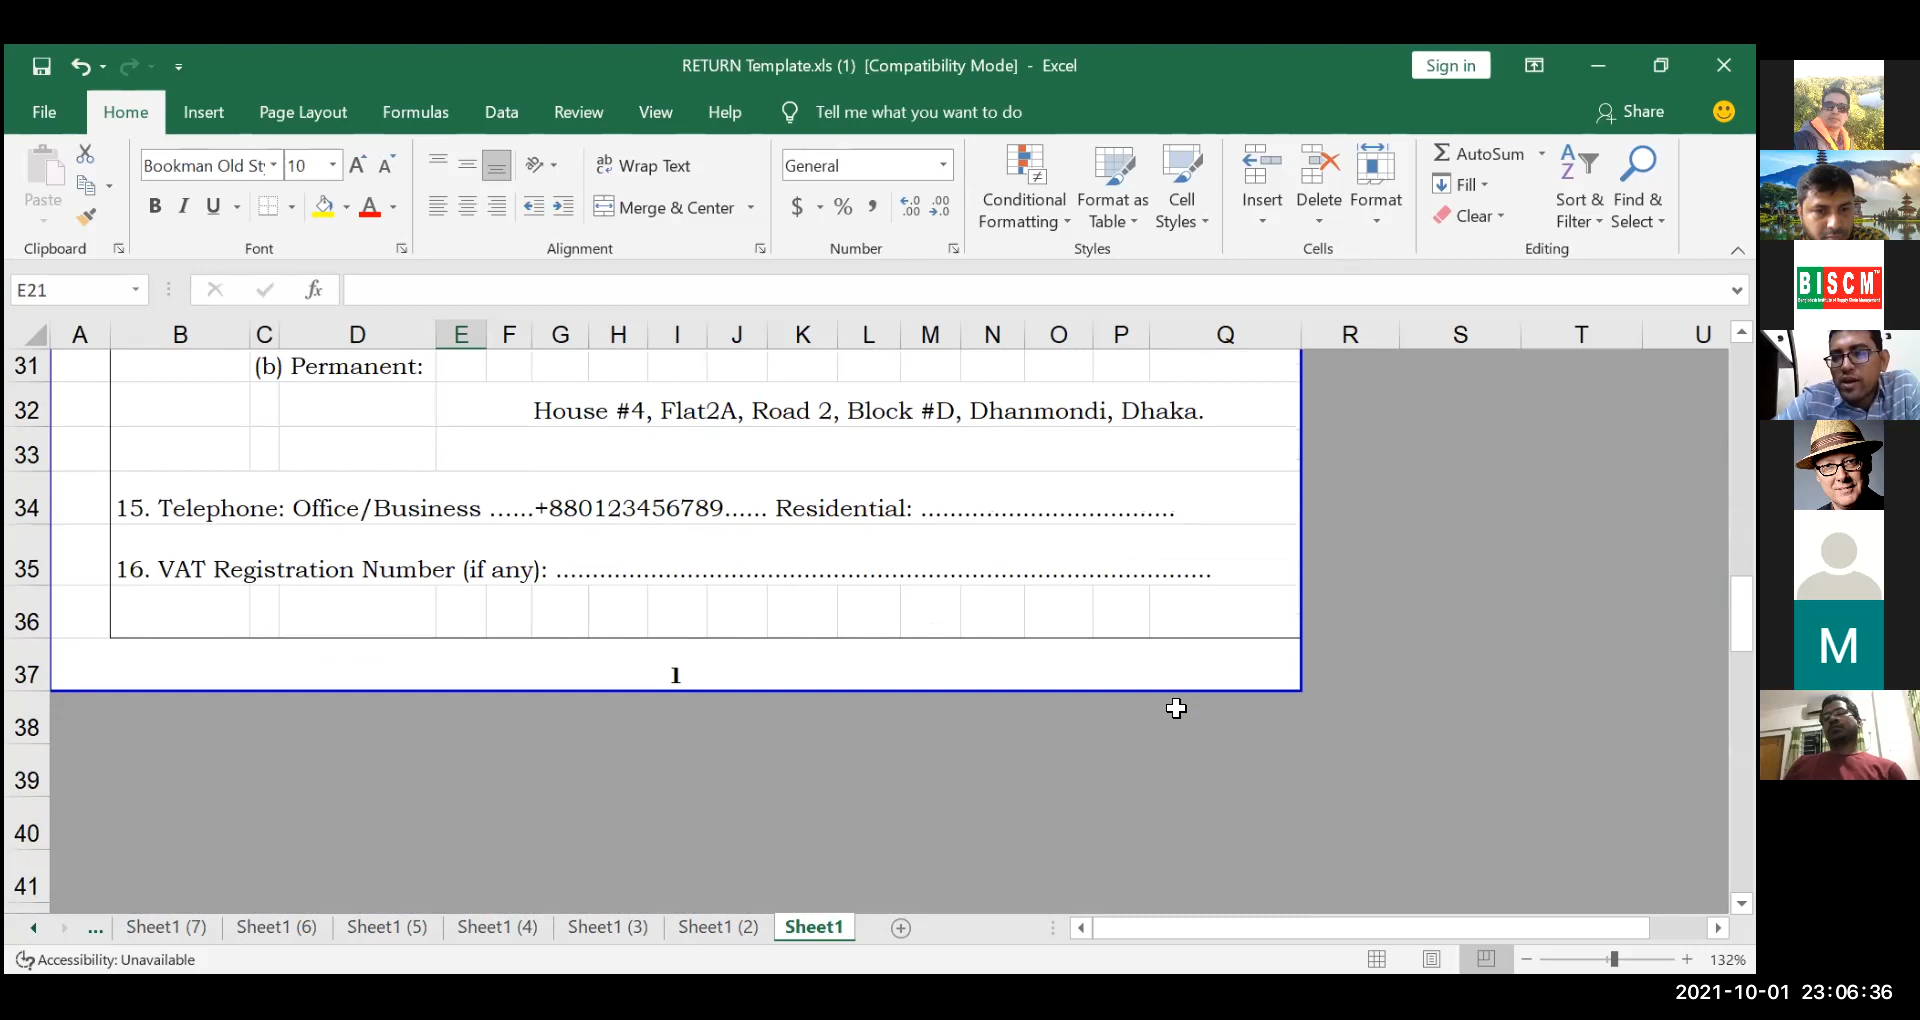 RETURN Template.xls (1) [Compatibility Mode] - Excel
Sign in
File Home Insert Page Layout Formulas Data Review View Help Tell me what you want to do Share
Paste
Clipboard
Bookman Old St 10
B I U
Font
Wrap Text
Merge & Center
Alignment
General
$ % ,
Number
Conditional Formatting
Format as Table
Cell Styles
Styles
Insert Delete Format
Cells
AutoSum
Fill
Clear
Sort & Filter
Find & Select
Editing
E21
fx
A B C D E F G H I J K L M N O P Q R S T U
31 (b) Permanent:
32 House #4, Flat2A, Road 2, Block #D, Dhanmondi, Dhaka.
33
34 15. Telephone: Office/Business ......+880123456789...... Residential: ..................................
35 16. VAT Registration Number (if any): ............................................................................
36
37 1
38
39
40
41
... Sheet1 (7) Sheet1 (6) Sheet1 (5) Sheet1 (4) Sheet1 (3) Sheet1 (2) Sheet1
Accessibility: Unavailable
132%
BISCM
M
2021-10-01 23:06:36